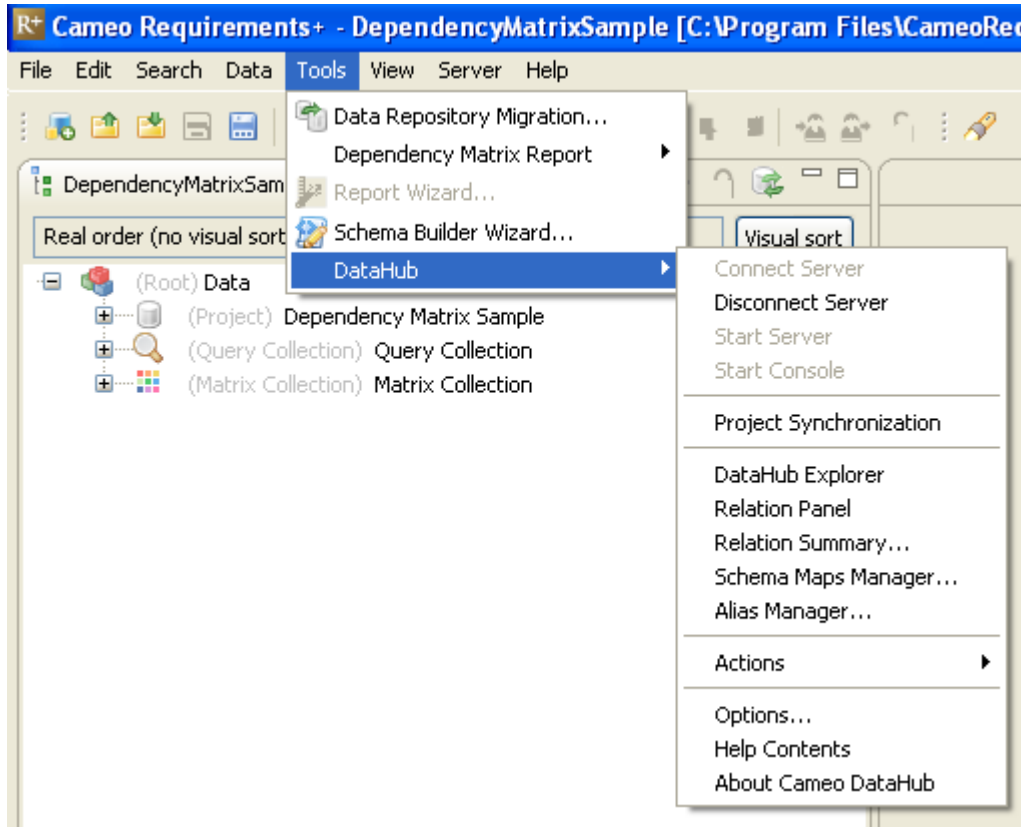 R+ Cameo Requirements+ - DependencyMatrixSample [C:\Program Files\CameoRec
File Edit Search Data Tools View Server Help
Data Repository Migration...
Dependency Matrix Report
Report Wizard...
Schema Builder Wizard...
DataHub
DependencyMatrixSam
Real order (no visual sort
Visual sort
(Root) Data
(Project) Dependency Matrix Sample
(Query Collection) Query Collection
(Matrix Collection) Matrix Collection
Connect Server
Disconnect Server
Start Server
Start Console
Project Synchronization
DataHub Explorer
Relation Panel
Relation Summary...
Schema Maps Manager...
Alias Manager...
Actions
Options...
Help Contents
About Cameo DataHub